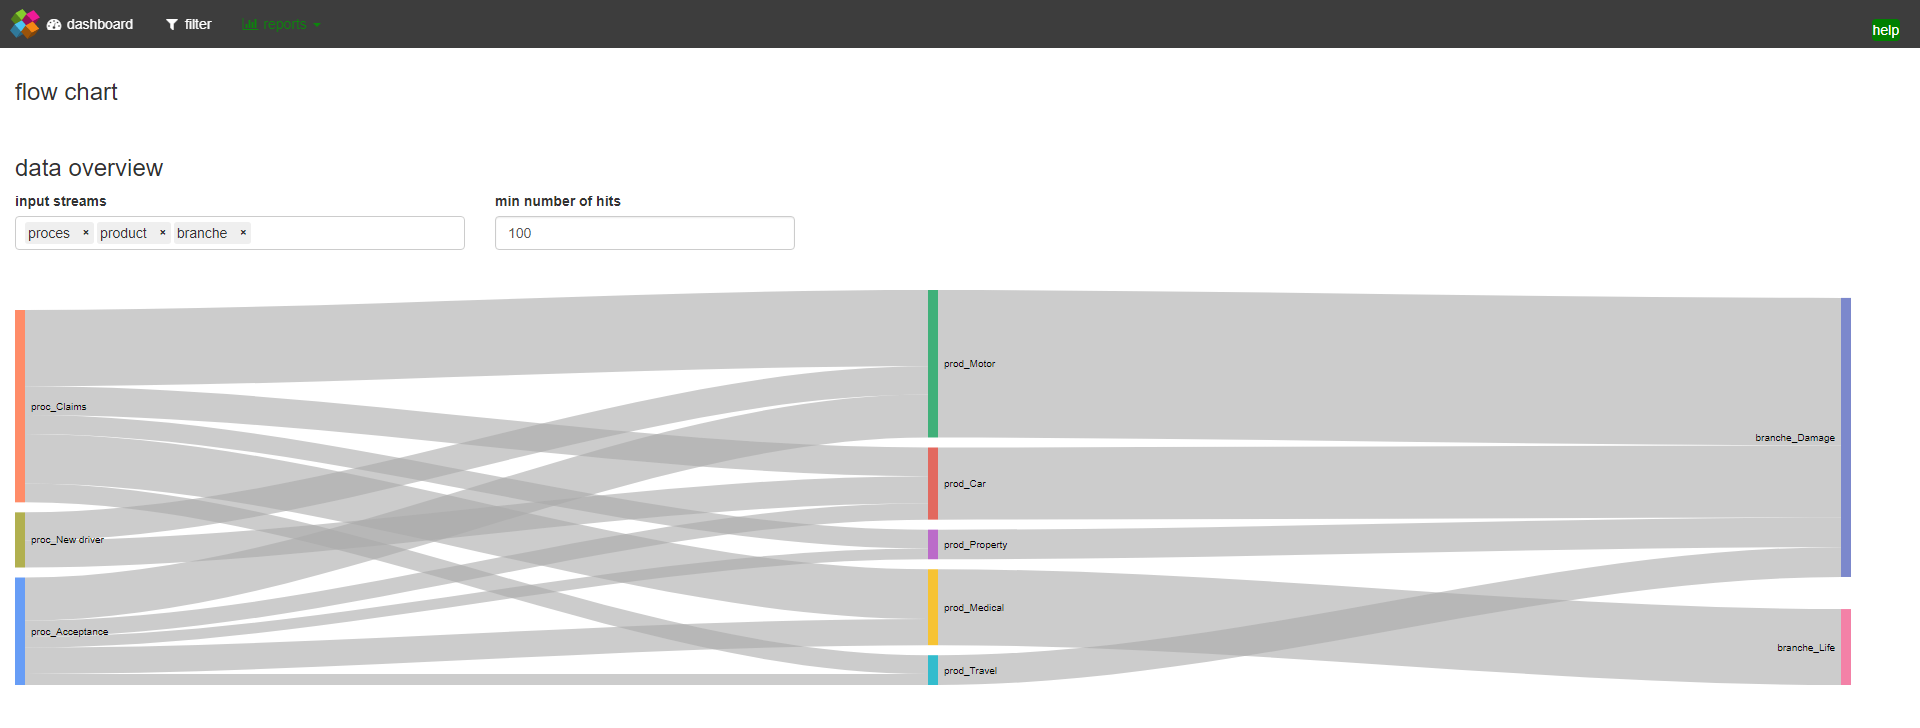 dashboard filter reports help
flow chart
data overview
input streams min number of hits
proces × product × branche × 100
prod_Motor
proc_Claims
branche_Damage
prod_Car
proc_New driver
prod_Property
prod_Medical
proc_Acceptance
branche_Life
prod_Travel